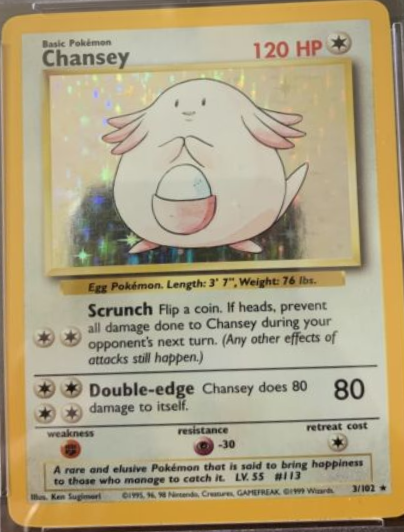 Basic Pokémon
Chansey 120 HP
Egg Pokémon. Length: 3' 7", Weight: 76 lbs.
Scrunch Flip a coin. If heads, prevent
all damage done to Chansey during your
opponent's next turn. (Any other effects of
attacks still happen.)
Double-edge Chansey does 80 80
damage to itself.
weakness resistance retreat cost
-30
A rare and elusive Pokémon that is said to bring happiness
to those who manage to catch it. LV. 55 #113
Illus. Ken Sugimori ©1995, 96, 98 Nintendo, Creatures, GAMEFREAK. ©1999 Wizards. 3/102 ★